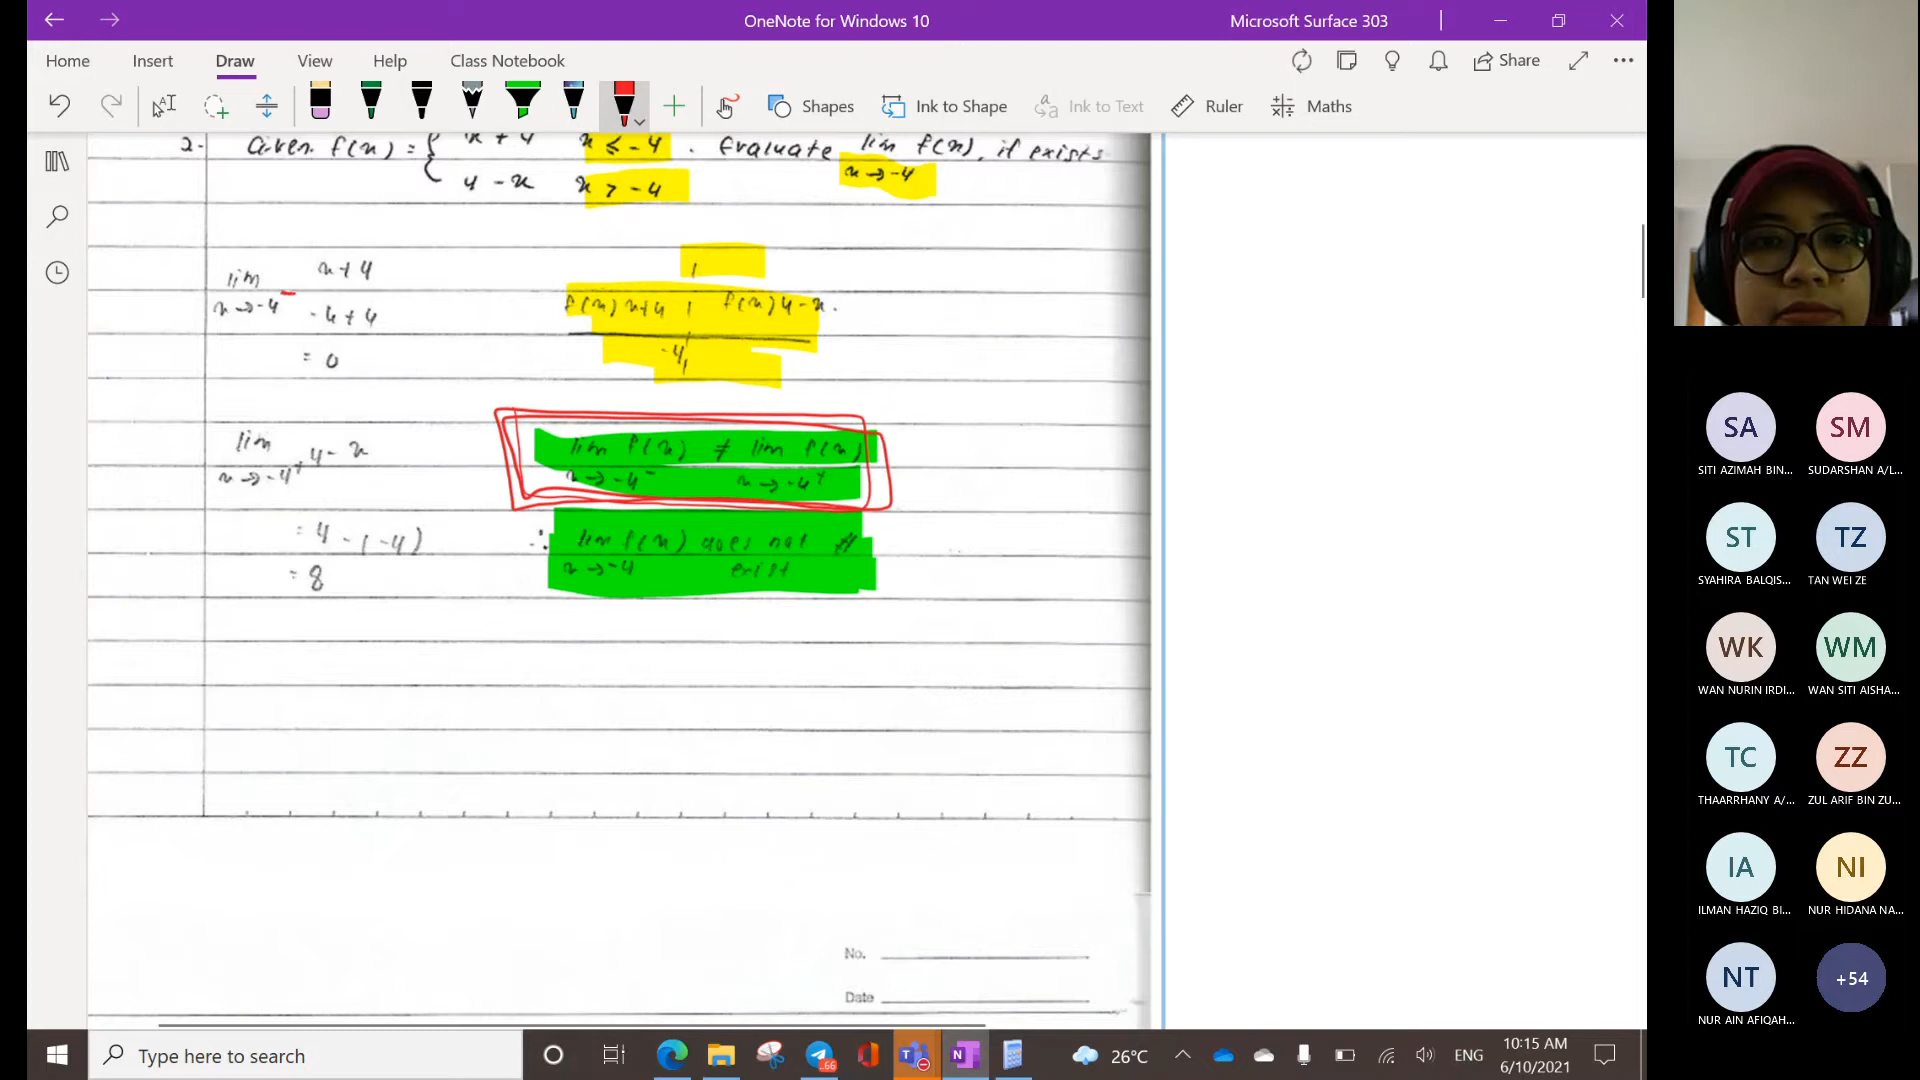 OneNote for Windows 10
Microsoft Surface 303
Home Insert Draw View Help Class Notebook
Share
Shapes Ink to Shape Ink to Text Ruler Maths
2. Given f(x) = { x + 4 x ≤ -4 . Evaluate lim f(x), if exists
4 - x x > -4 x → -4
lim x + 4
x → -4⁻
-4 + 4
= 0
f(x) x+4 | f(x) 4 - x.
-4
lim 4 - x
x → -4⁺
= 4 - (-4)
= 8
lim f(x) ≠ lim f(x)
x → -4⁻ x → -4⁺
∴ lim f(x) does not
x → -4 exist
No.
Date
SA SM
SITI AZIMAH BIN... SUDARSHAN A/L...
ST TZ
SYAHIRA BALQIS... TAN WEI ZE
WK WM
WAN NURIN IRDI... WAN SITI AISHA...
TC ZZ
THAARRHANY A/... ZUL ARIF BIN ZU...
IA NI
ILMAN HAZIQ BI... NUR HIDANA NA...
NT +54
NUR AIN AFIQAH...
Type here to search
66
26°C
ENG
10:15 AM
6/10/2021